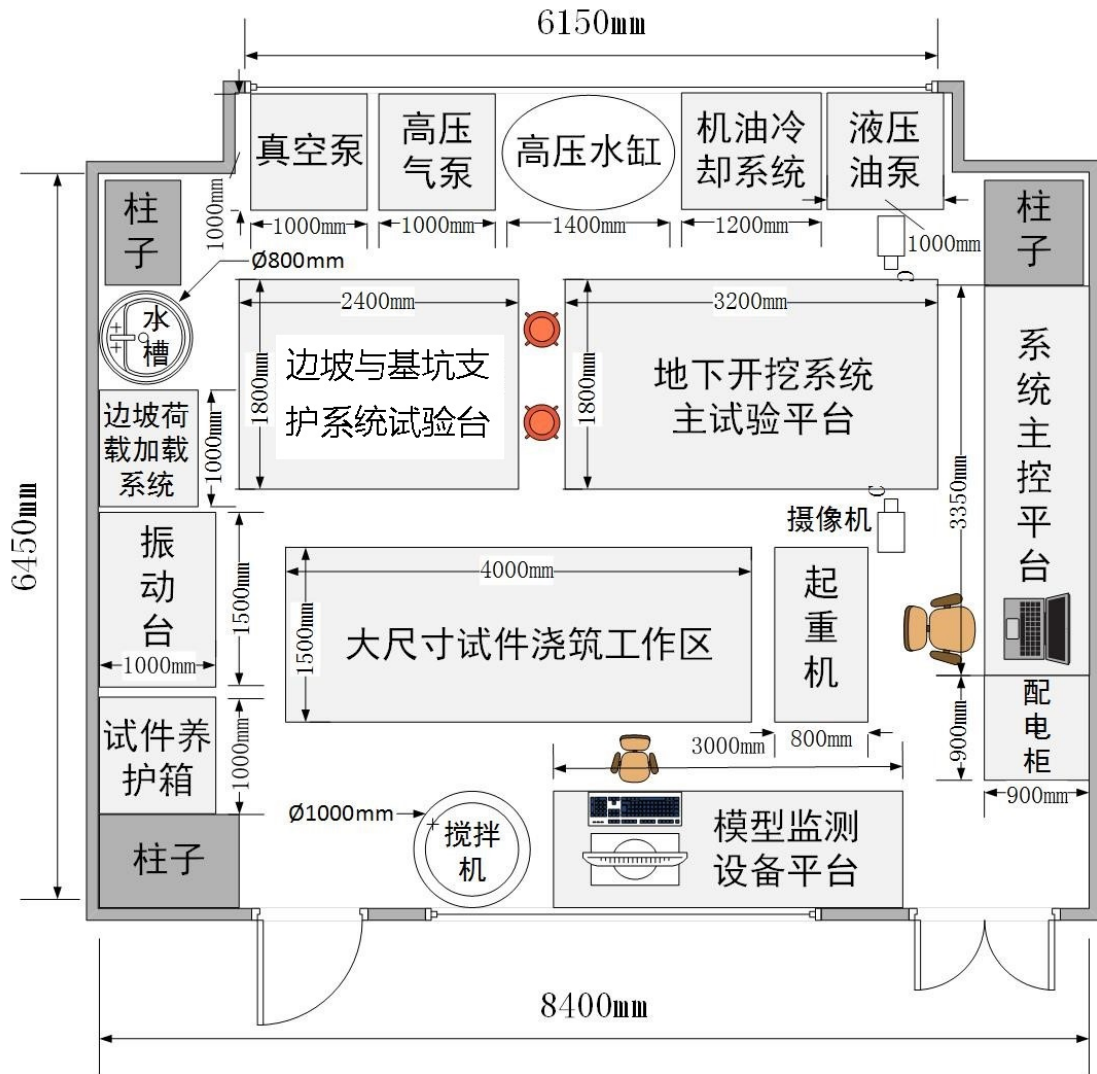 6150mm
真空泵
高压
气泵
高压水缸
机油冷
却系统
液压
油泵
1000mm
1000mm
1000mm
1400mm
1200mm
1000mm
柱
子
柱
子
Ø800mm
水
槽
2400mm
1800mm
边坡与基坑支
护系统试验台
3200mm
1800mm
地下开挖系统
主试验平台
系
统
主
控
平
台
3350mm
边坡荷
载加载
系统
1000mm
6450mm
摄像机
振
动
台
1500mm
1000mm
4000mm
1500mm
大尺寸试件浇筑工作区
起
重
机
800mm
配
电
柜
900mm
900mm
试件养
护箱
1000mm
3000mm
Ø1000mm
搅拌
机
模型监测
设备平台
柱子
8400mm